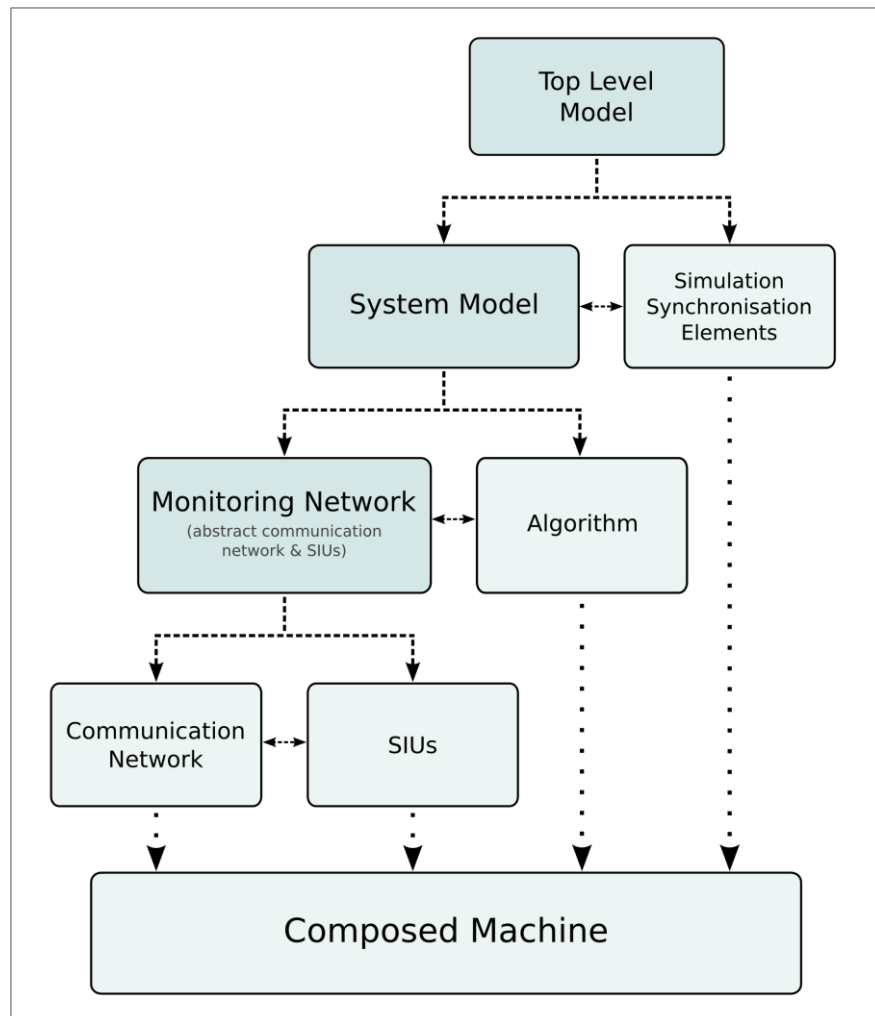 Top Level
Model
System Model
Simulation
Synchronisation
Elements
Monitoring Network
(abstract communication
network & SIUs)
Algorithm
Communication
Network
SIUs
Composed Machine